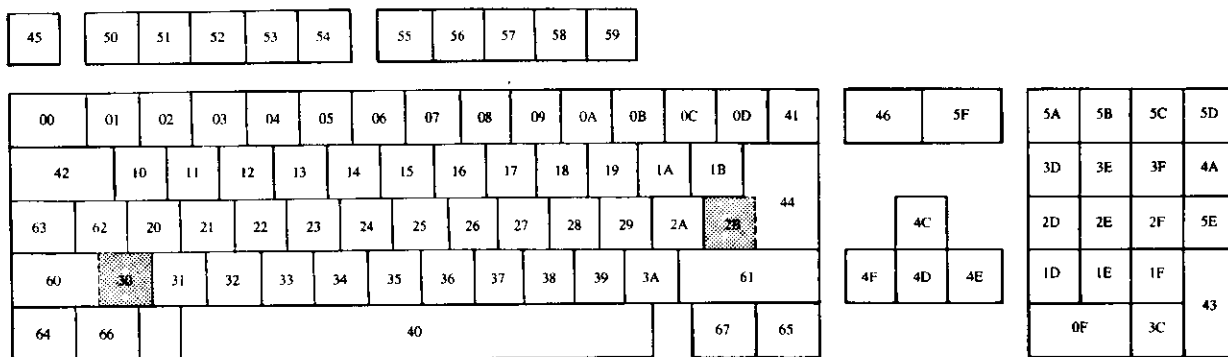 45 50 51 52 53 54 55 56 57 58 59
00 01 02 03 04 05 06 07 08 09 0A 0B 0C 0D 41 46 5F 5A 5B 5C 5D
42 10 11 12 13 14 15 16 17 18 19 1A 1B 44 3D 3E 3F 4A
63 62 20 21 22 23 24 25 26 27 28 29 2A 2B 4C 2D 2E 2F 5E
60 30 31 32 33 34 35 36 37 38 39 3A 61 4F 4D 4E 1D 1E 1F 43
64 66 40 67 65 0F 3C